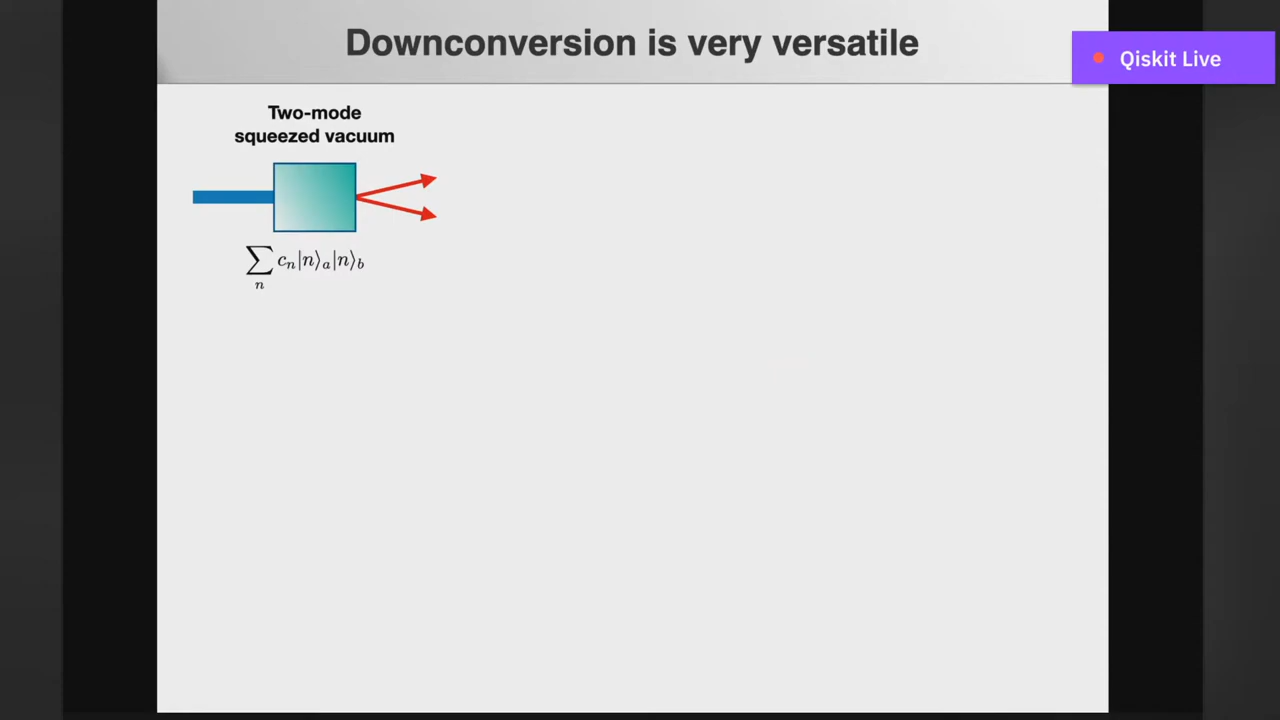 Downconversion is very versatile
Qiskit Live
Two-mode
squeezed vacuum
∑ₙ cₙ|n⟩ₐ|n⟩_b